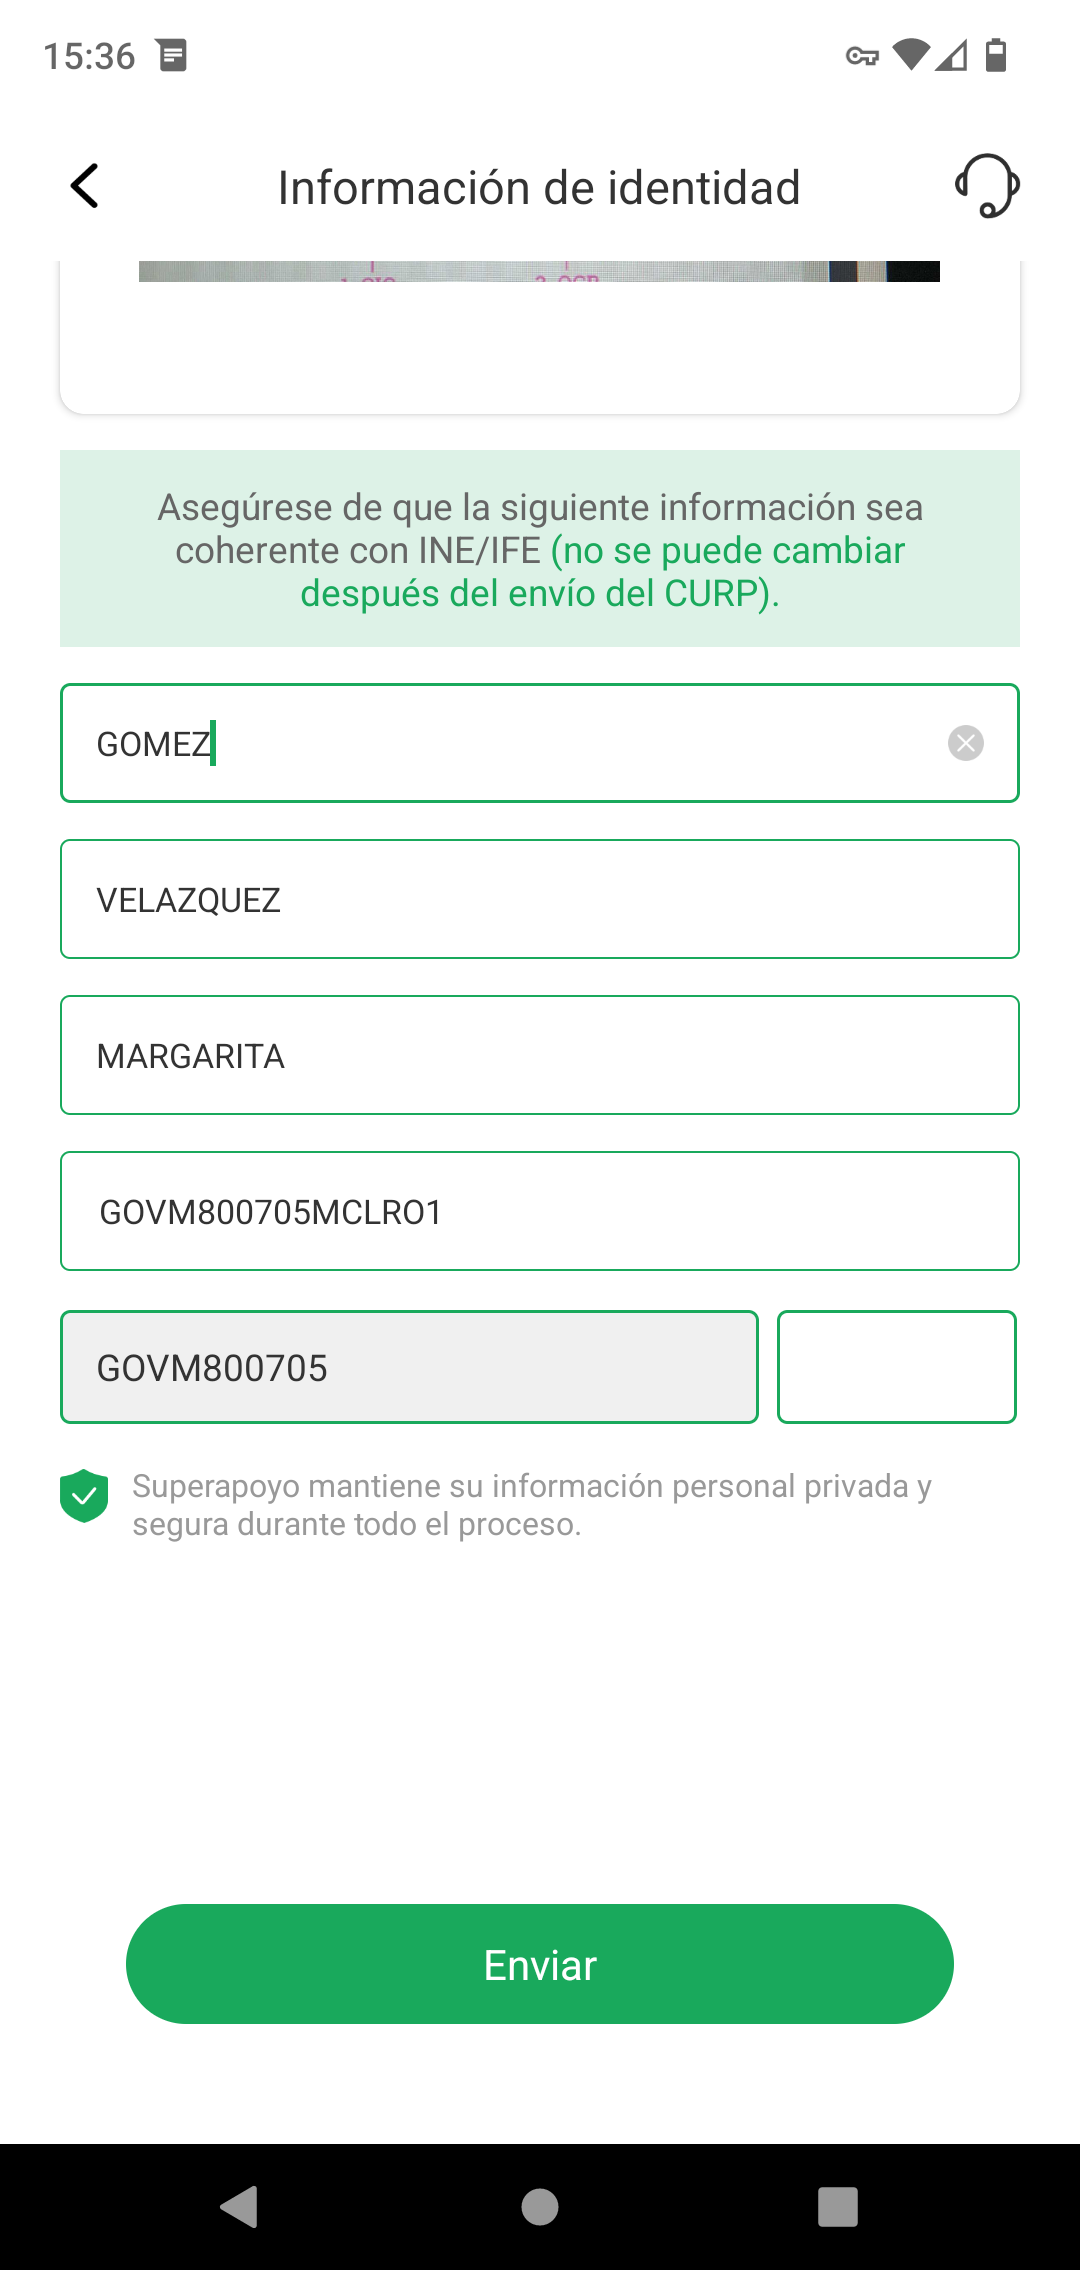 15:36
Información de identidad
Asegúrese de que la siguiente información sea
coherente con INE/IFE (no se puede cambiar
después del envío del CURP).
GOMEZ
VELAZQUEZ
MARGARITA
GOVM800705MCLRO1
GOVM800705
Superapoyo mantiene su información personal privada y
segura durante todo el proceso.
Enviar